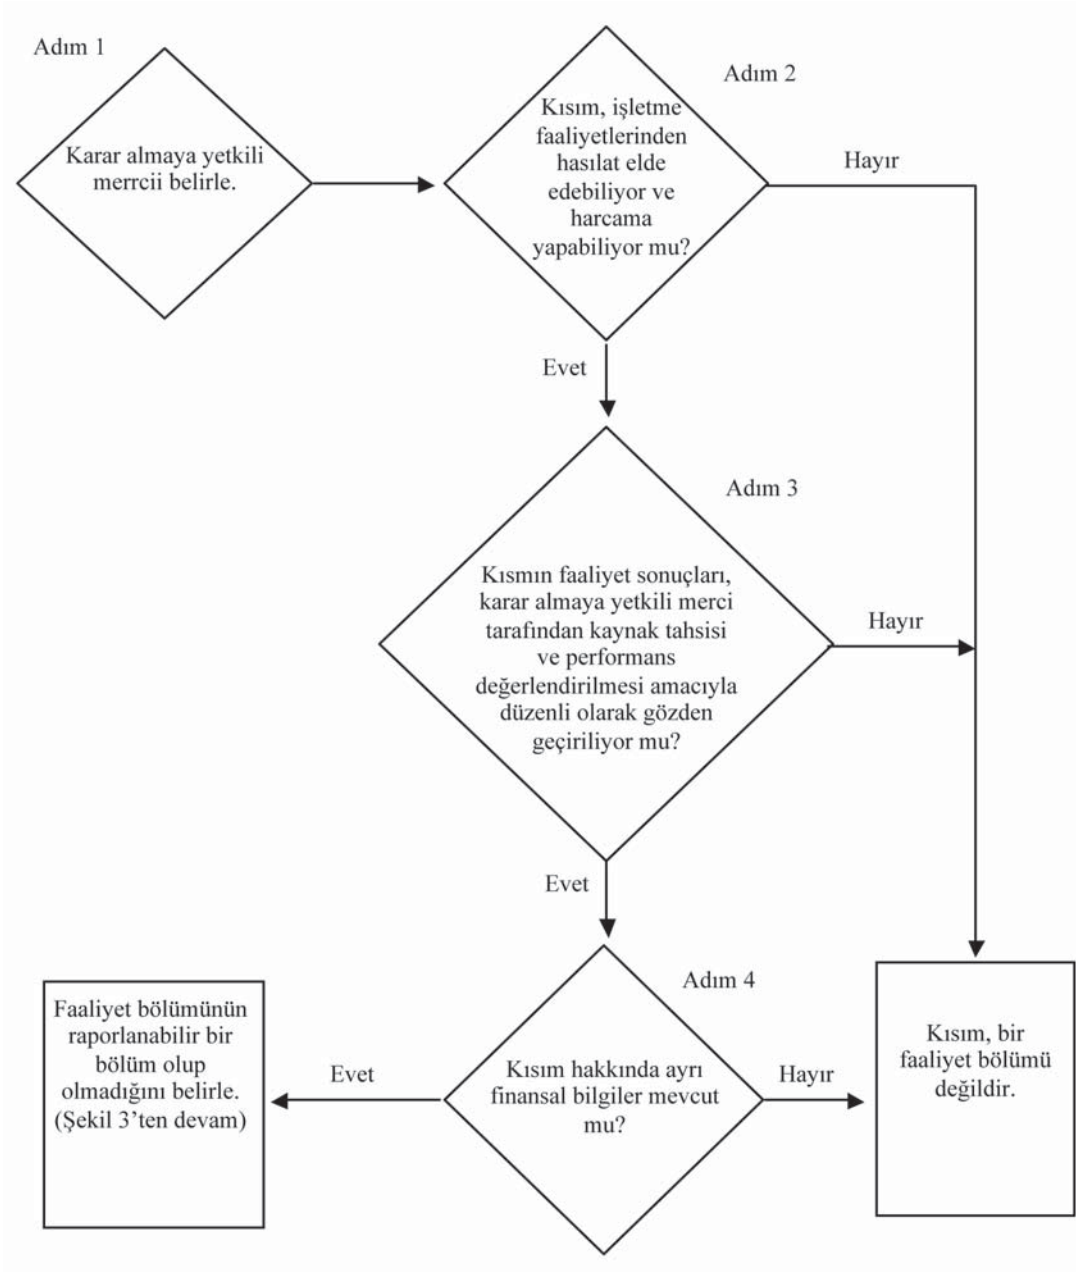 Adım 1
Karar almaya yetkili
merrcii belirle.
Adım 2
Kısım, işletme
faaliyetlerinden
hasılat elde
edebiliyor ve
harcama
yapabiliyor mu?
Hayır
Evet
Adım 3
Kısmın faaliyet sonuçları,
karar almaya yetkili merci
tarafından kaynak tahsisi
ve performans
değerlendirilmesi amacıyla
düzenli olarak gözden
geçiriliyor mu?
Hayır
Evet
Adım 4
Kısım hakkında ayrı
finansal bilgiler mevcut
mu?
Evet
Hayır
Faaliyet bölümünün
raporlanabilir bir
bölüm olup
olmadığını belirle.
(Şekil 3’ten devam)
Kısım, bir
faaliyet bölümü
değildir.